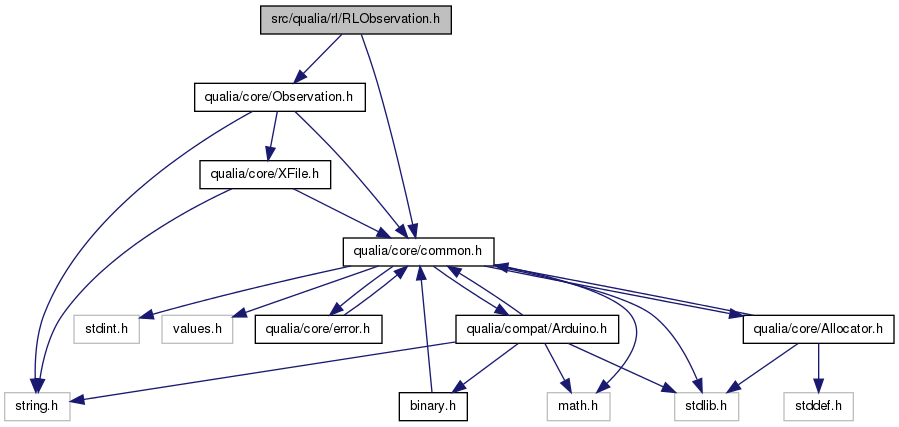 src/qualia/rl/RLObservation.h
qualia/core/Observation.h
qualia/core/XFile.h
qualia/core/common.h
stdint.h
values.h
qualia/core/error.h
qualia/compat/Arduino.h
qualia/core/Allocator.h
string.h
binary.h
math.h
stdlib.h
stddef.h